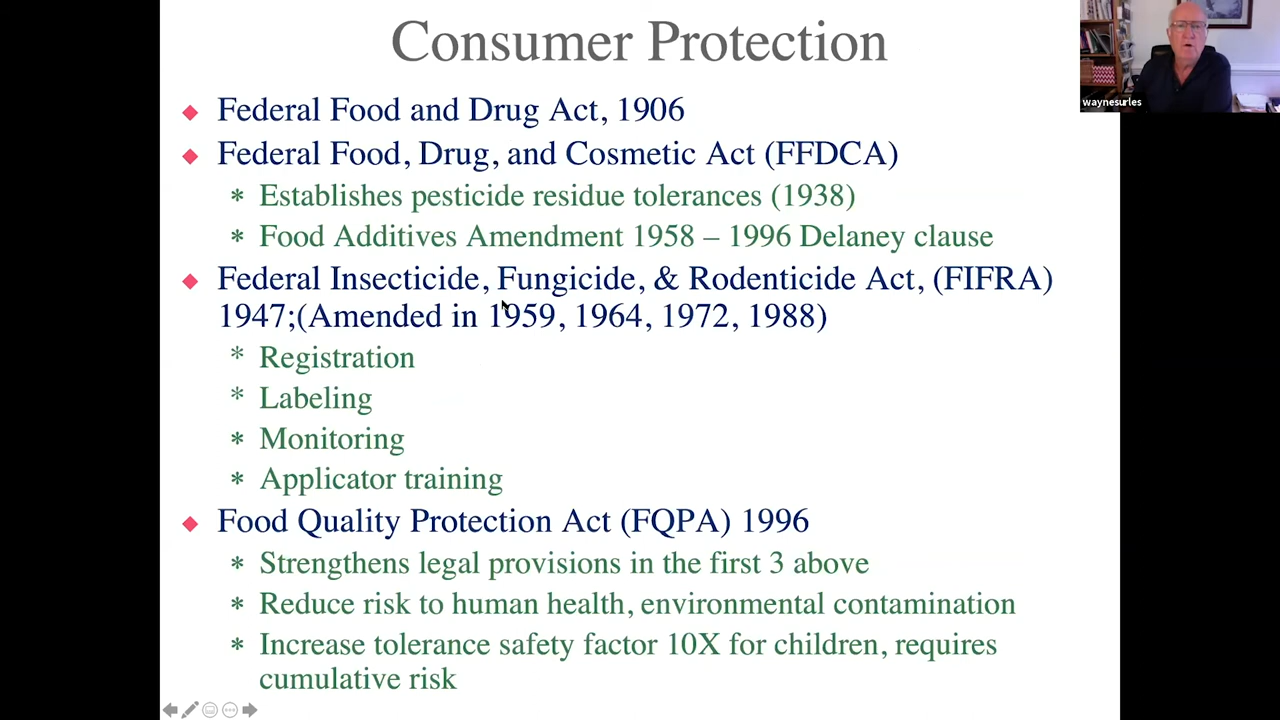 Consumer Protection
waynesurles
Federal Food and Drug Act, 1906
Federal Food, Drug, and Cosmetic Act (FFDCA)
* Establishes pesticide residue tolerances (1938)
* Food Additives Amendment 1958 – 1996 Delaney clause
Federal Insecticide, Fungicide, & Rodenticide Act, (FIFRA)
1947;(Amended in 1959, 1964, 1972, 1988)
* Registration
* Labeling
* Monitoring
* Applicator training
Food Quality Protection Act (FQPA) 1996
* Strengthens legal provisions in the first 3 above
* Reduce risk to human health, environmental contamination
* Increase tolerance safety factor 10X for children, requires
cumulative risk